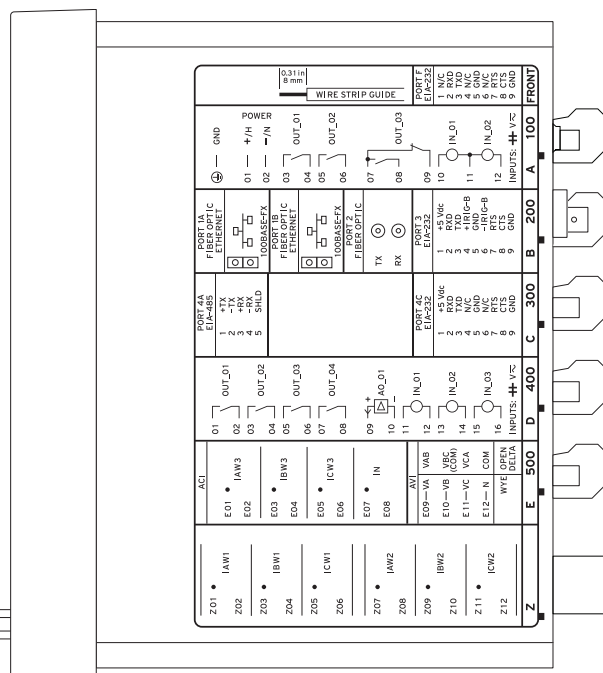 0.31 in
8 mm
WIRE STRIP GUIDE
PORT F
EIA-232
1 N/C
2 RXD
3 TXD
4 N/C
5 GND
6 N/C
7 RTS
8 CTS
9 GND
FRONT
GND
POWER
01 +/H
02 -/N
OUT_01
03
04
OUT_02
05
06
OUT_03
07
08
09
IN_01
10
11
IN_02
12
INPUTS: V
A 100
PORT 1A
FIBER OPTIC
ETHERNET
100BASE-FX
PORT 1B
FIBER OPTIC
ETHERNET
100BASE-FX
PORT 2
FIBER OPTIC
TX
RX
PORT 3
EIA-232
1 +5 Vdc
2 RXD
3 TXD
4 +IRIG-B
5 GND
6 -IRIG-B
7 RTS
8 CTS
9 GND
B 200
PORT 4A
EIA-485
1 +TX
2 -TX
3 +RX
4 -RX
5 SHLD
PORT 4C
EIA-232
1 +5 Vdc
2 RXD
3 TXD
4 N/C
5 GND
6 N/C
7 RTS
8 CTS
9 GND
C 300
01
OUT_01
02
03
OUT_02
04
05
OUT_03
06
07
OUT_04
08
09 +
AO_01
10 -
11
IN_01
12
13
IN_02
14
15
IN_03
16
INPUTS: V
D 400
ACI
E01
IAW3
E02
E03
IBW3
E04
E05
ICW3
E06
E07
IN
E08
AVI
E09—VA VAB
E10—VB VBC
(COM)
E11—VC VCA
E12—N COM
WYE OPEN
DELTA
E 500
Z01
IAW1
Z02
Z03
IBW1
Z04
Z05
ICW1
Z06
Z07
IAW2
Z08
Z09
IBW2
Z10
Z11
ICW2
Z12
Z